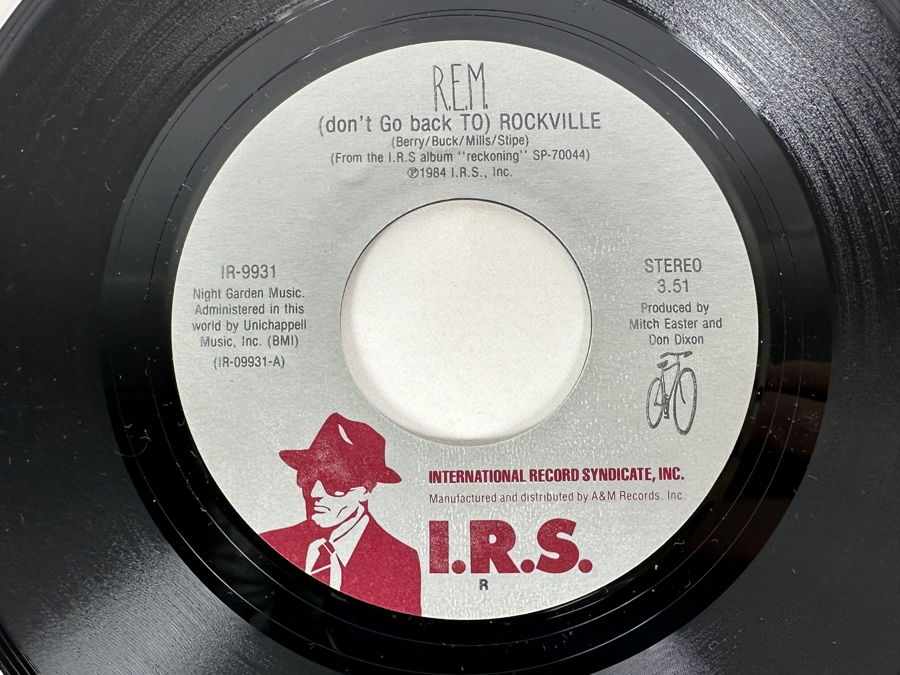 R.E.M.
(don't Go back TO) ROCKVILLE
(Berry/Buck/Mills/Stipe)
(From the I.R.S album "reckoning" SP-70044)
℗1984 I.R.S., Inc.
IR-9931
Night Garden Music.
Administered in this
world by Unichappell
Music, Inc. (BMI)
(IR-09931-A)
STEREO
3.51
Produced by
Mitch Easter and
Don Dixon
INTERNATIONAL RECORD SYNDICATE, INC.
Manufactured and distributed by A&M Records, Inc.
I.R.S.
R